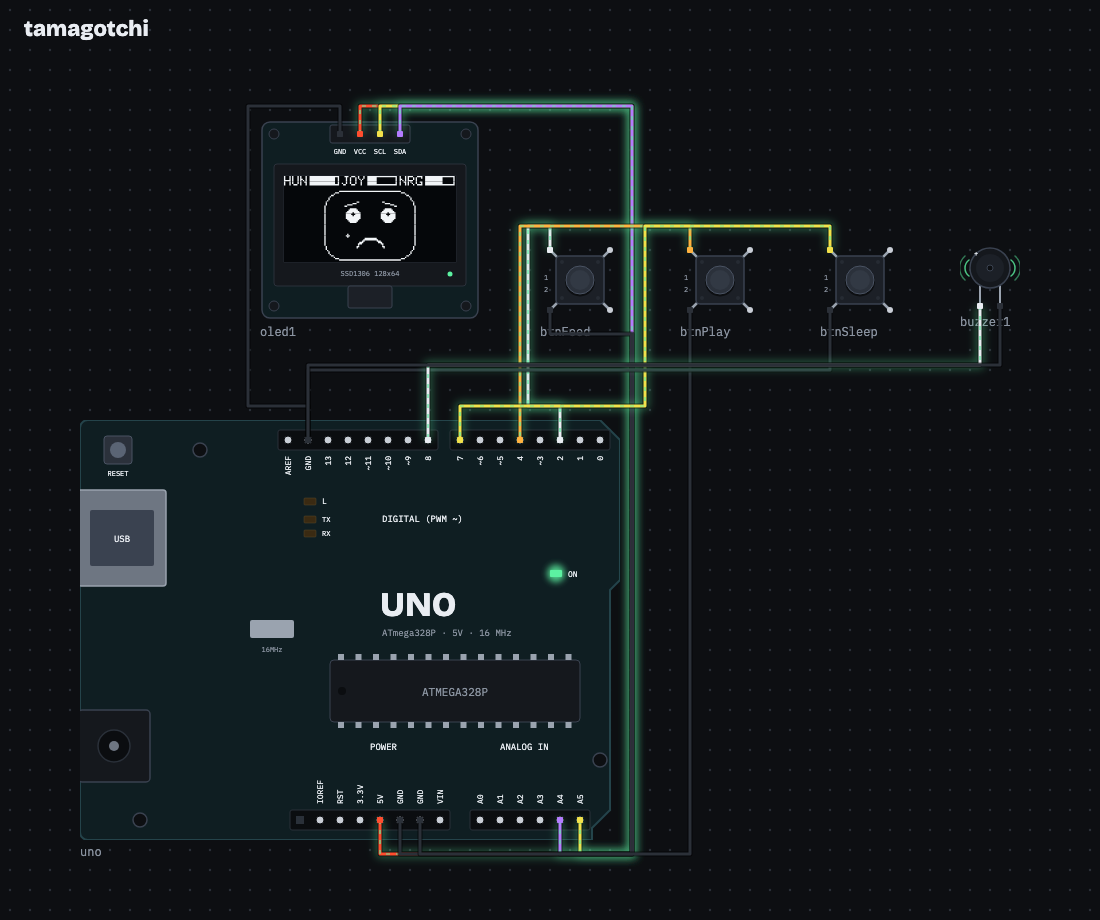 tamagotchi
GND VCC SCL SDA
HUN JOY NRG
SSD1306 128x64
oled1
1
2
btnFeed
1
2
btnPlay
1
2
btnSleep
buzzer1
AREF GND 13 12 ~11 ~10 ~9 8 7 ~6 ~5 4 ~3 2 1 0
RESET
L
TX
RX
DIGITAL (PWM ~)
USB
ON
UNO
ATmega328P · 5V · 16 MHz
16MHz
ATMEGA328P
POWER
ANALOG IN
IOREF RST 3.3V 5V GND GND VIN A0 A1 A2 A3 A4 A5
uno